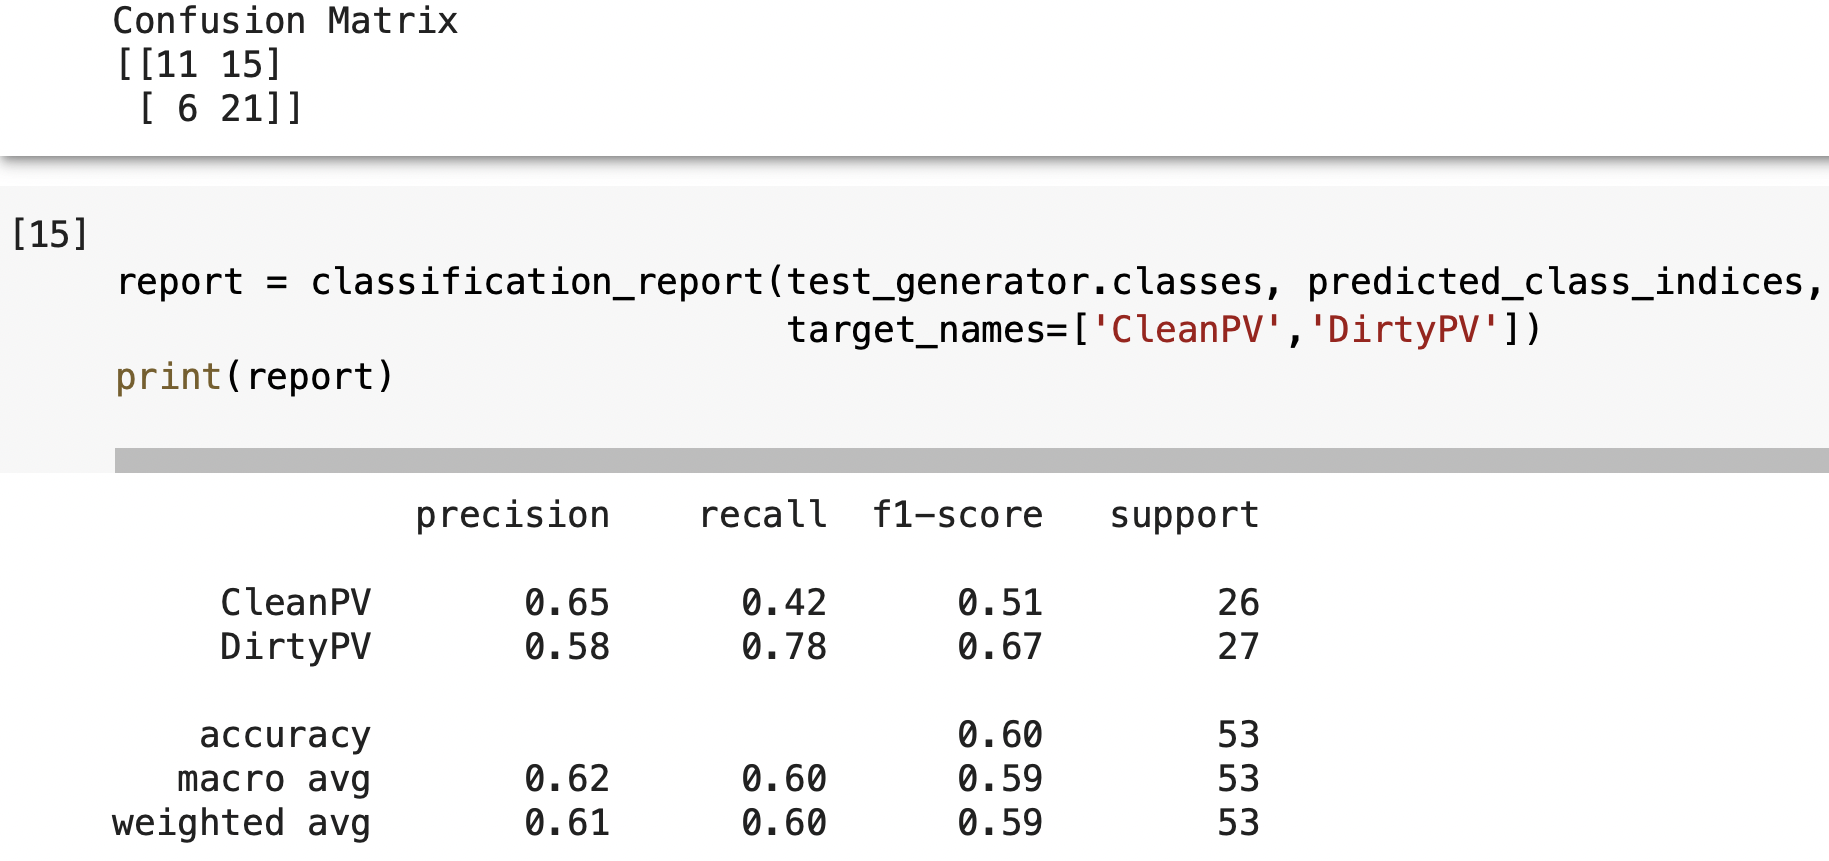 Confusion Matrix
[[11 15]
 [ 6 21]]
[15]
report = classification_report(test_generator.classes, predicted_class_indices,
target_names=['CleanPV','DirtyPV'])
print(report)
precision recall f1-score support
CleanPV 0.65 0.42 0.51 26
DirtyPV 0.58 0.78 0.67 27
accuracy 0.60 53
macro avg 0.62 0.60 0.59 53
weighted avg 0.61 0.60 0.59 53